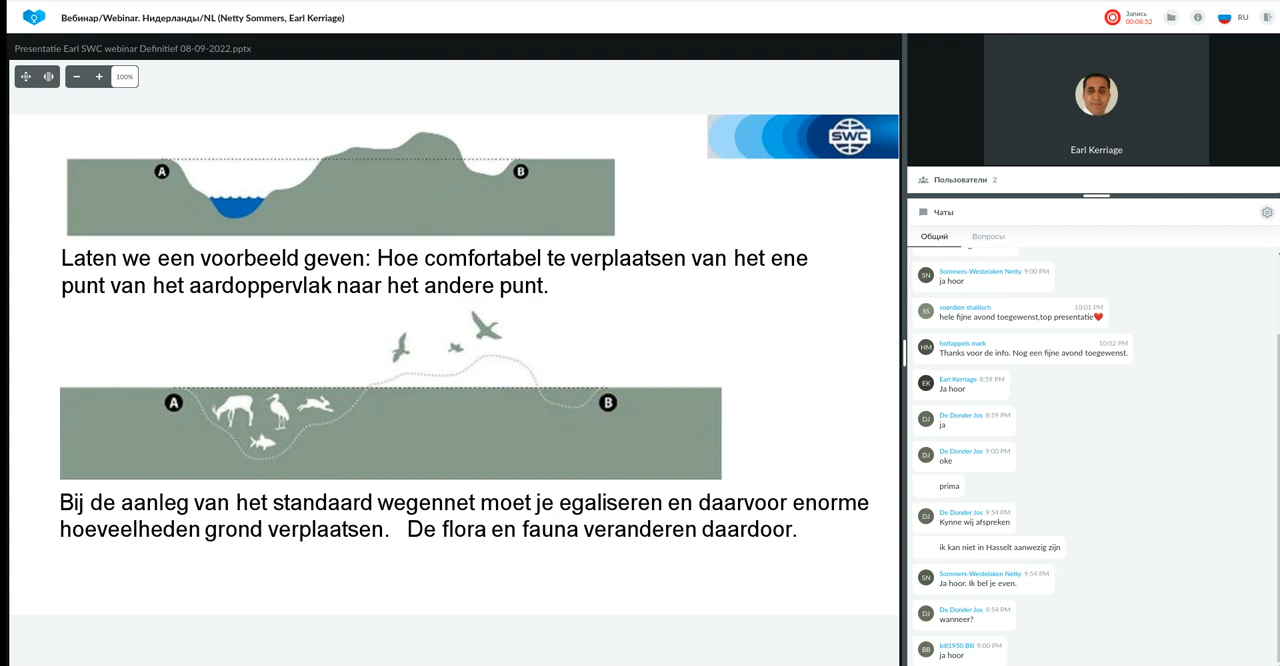 Вебинар/Webinar. Нидерланды/NL (Netty Sommers, Earl Kerriage)
Запись
00:08:52
RU
Presentatie Earl SWC webinar Definitief 08-09-2022.pptx
100%
SWC
A
B
Laten we een voorbeeld geven: Hoe comfortabel te verplaatsen van het ene
punt van het aardoppervlak naar het andere punt.
A
B
Bij de aanleg van het standaard wegennet moet je egaliseren en daarvoor enorme
hoeveelheden grond verplaatsen. De flora en fauna veranderen daardoor.
Earl Kerriage
Пользователи 2
Чаты
Общий Вопросы
SN Sommers-Westelaken Netty 9:00 PM
ja hoor
SS soerdien shailisch 10:01 PM
hele fijne avond toegewenst,top presentatie❤️
HM holtappels mark 10:02 PM
Thanks voor de info. Nog een fijne avond toegewenst.
EK Earl Kerriage 8:59 PM
Ja hoor
DJ De Donder Jos 8:59 PM
ja
DJ De Donder Jos 9:00 PM
oke
prima
DJ De Donder Jos 9:54 PM
Kynne wij afspreken
ik kan niet in Hasselt aanwezig zijn
SN Sommers-Westelaken Netty 9:54 PM
Ja hoor. Ik bel je even.
DJ De Donder Jos 9:54 PM
wanneer?
BB bill1950 Bill 9:00 PM
ja hoor